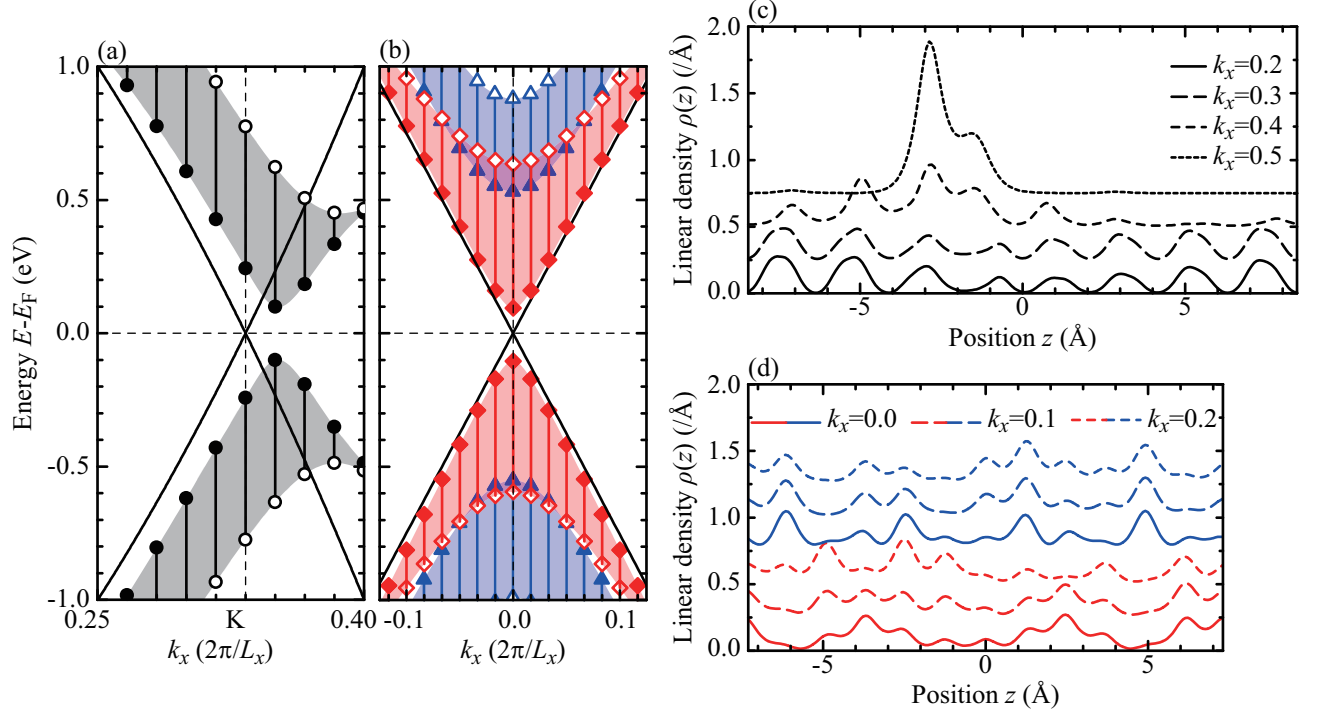 (a)
(b)
1.0
0.5
0.0
-0.5
-1.0
Energy E-E_F (eV)
0.25
K
0.40
k_x (2π/L_x)
-0.1
0.0
0.1
k_x (2π/L_x)
(c)
2.0
1.5
1.0
0.5
0.0
Linear density ρ(z) (/Å)
k_x=0.2
k_x=0.3
k_x=0.4
k_x=0.5
-5
0
5
Position z (Å)
(d)
2.0
1.5
1.0
0.5
0.0
Linear density ρ(z) (/Å)
k_x=0.0
k_x=0.1
k_x=0.2
-5
0
5
Position z (Å)